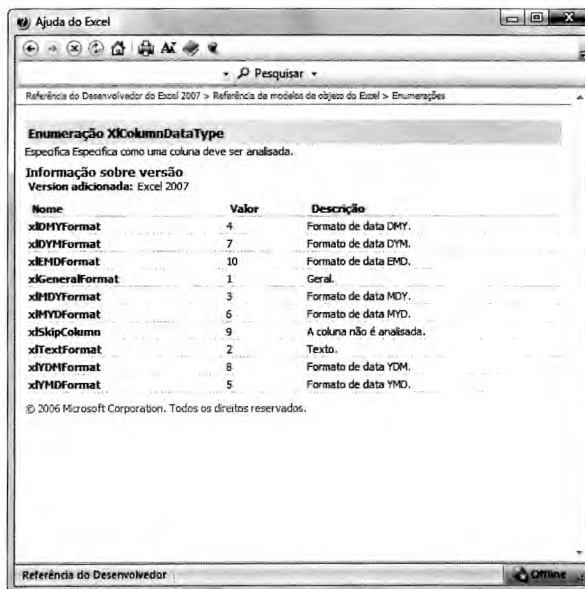 Ajuda do Excel
Pesquisar
Referência do Desenvolvedor do Excel 2007 > Referência de modelos de objeto do Excel > Enumerações
Enumeração XlColumnDataType
Especifica Especifica como uma coluna deve ser analisada.
Informação sobre versão
Version adicionada: Excel 2007
Nome Valor Descrição
xlDMYFormat 4 Formato de data DMY.
xlDYMFormat 7 Formato de data DYM.
xlEMDFormat 10 Formato de data EMD.
xlGeneralFormat 1 Geral.
xlMDYFormat 3 Formato de data MDY.
xlMYDFormat 6 Formato de data MYD.
xlSkipColumn 9 A coluna não é analisada.
xlTextFormat 2 Texto.
xlYDMFormat 8 Formato de data YDM.
xlYMDFormat 5 Formato de data YMD.
© 2006 Microsoft Corporation. Todos os direitos reservados.
Referência do Desenvolvedor Offline